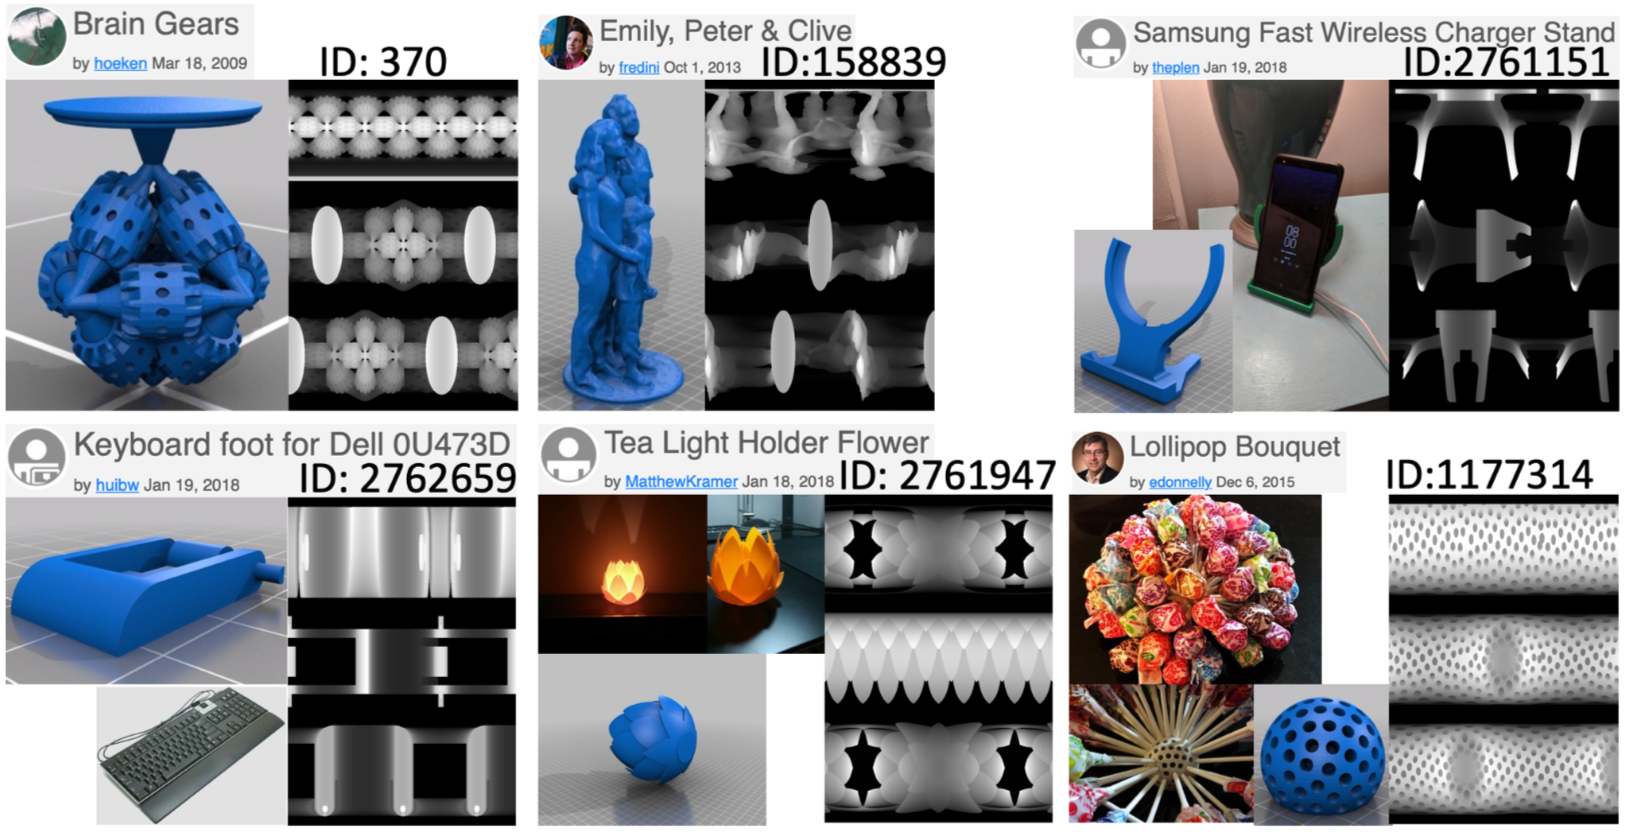 Brain Gears
by hoeken Mar 18, 2009
ID: 370
Emily, Peter & Clive
by fredini Oct 1, 2013
ID:158839
Samsung Fast Wireless Charger Stand
by theplen Jan 19, 2018
ID:2761151
08
00
Keyboard foot for Dell 0U473D
by huibw Jan 19, 2018
ID: 2762659
Tea Light Holder Flower
by MatthewKramer Jan 18, 2018
ID: 2761947
Lollipop Bouquet
by edonnelly Dec 6, 2015
ID:1177314